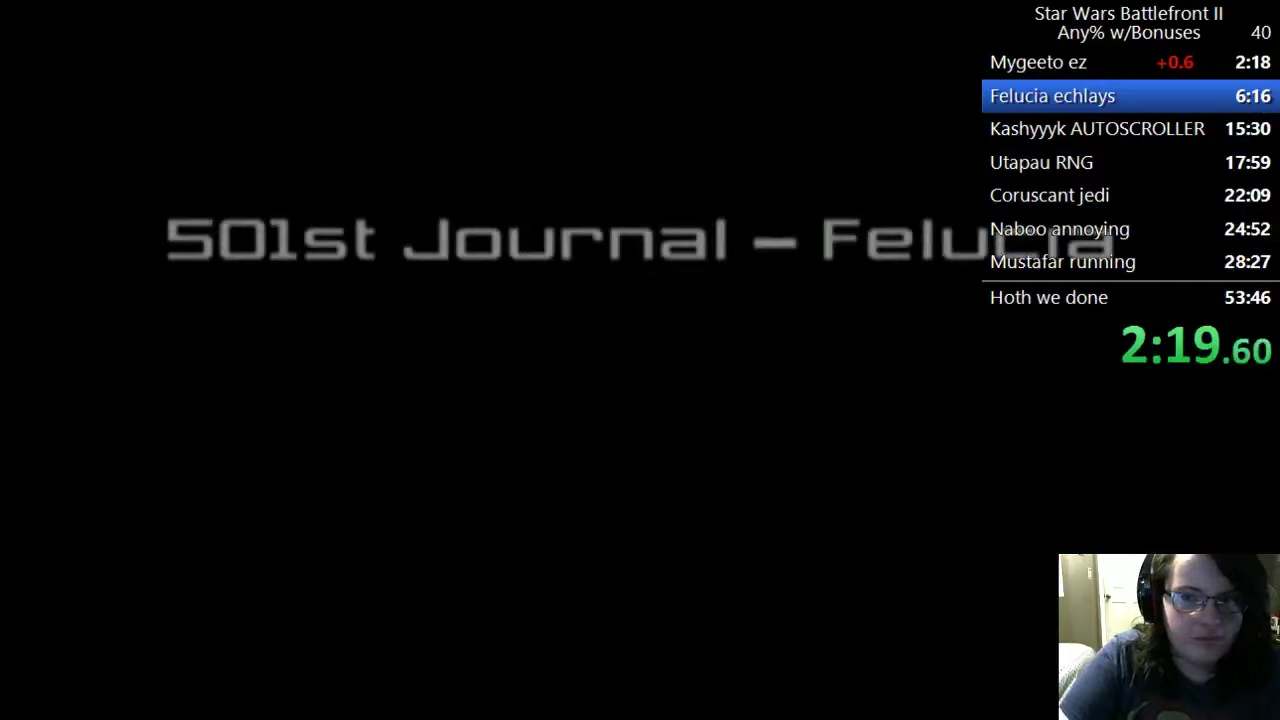 Star Wars Battlefront II
Any% w/Bonuses 40
Mygeeto ez +0.6 2:18
Felucia echlays 6:16
Kashyyyk AUTOSCROLLER 15:30
Utapau RNG 17:59
Coruscant jedi 22:09
501st Journal – Felucia
Naboo annoying 24:52
Mustafar running 28:27
Hoth we done 53:46
2:19.60